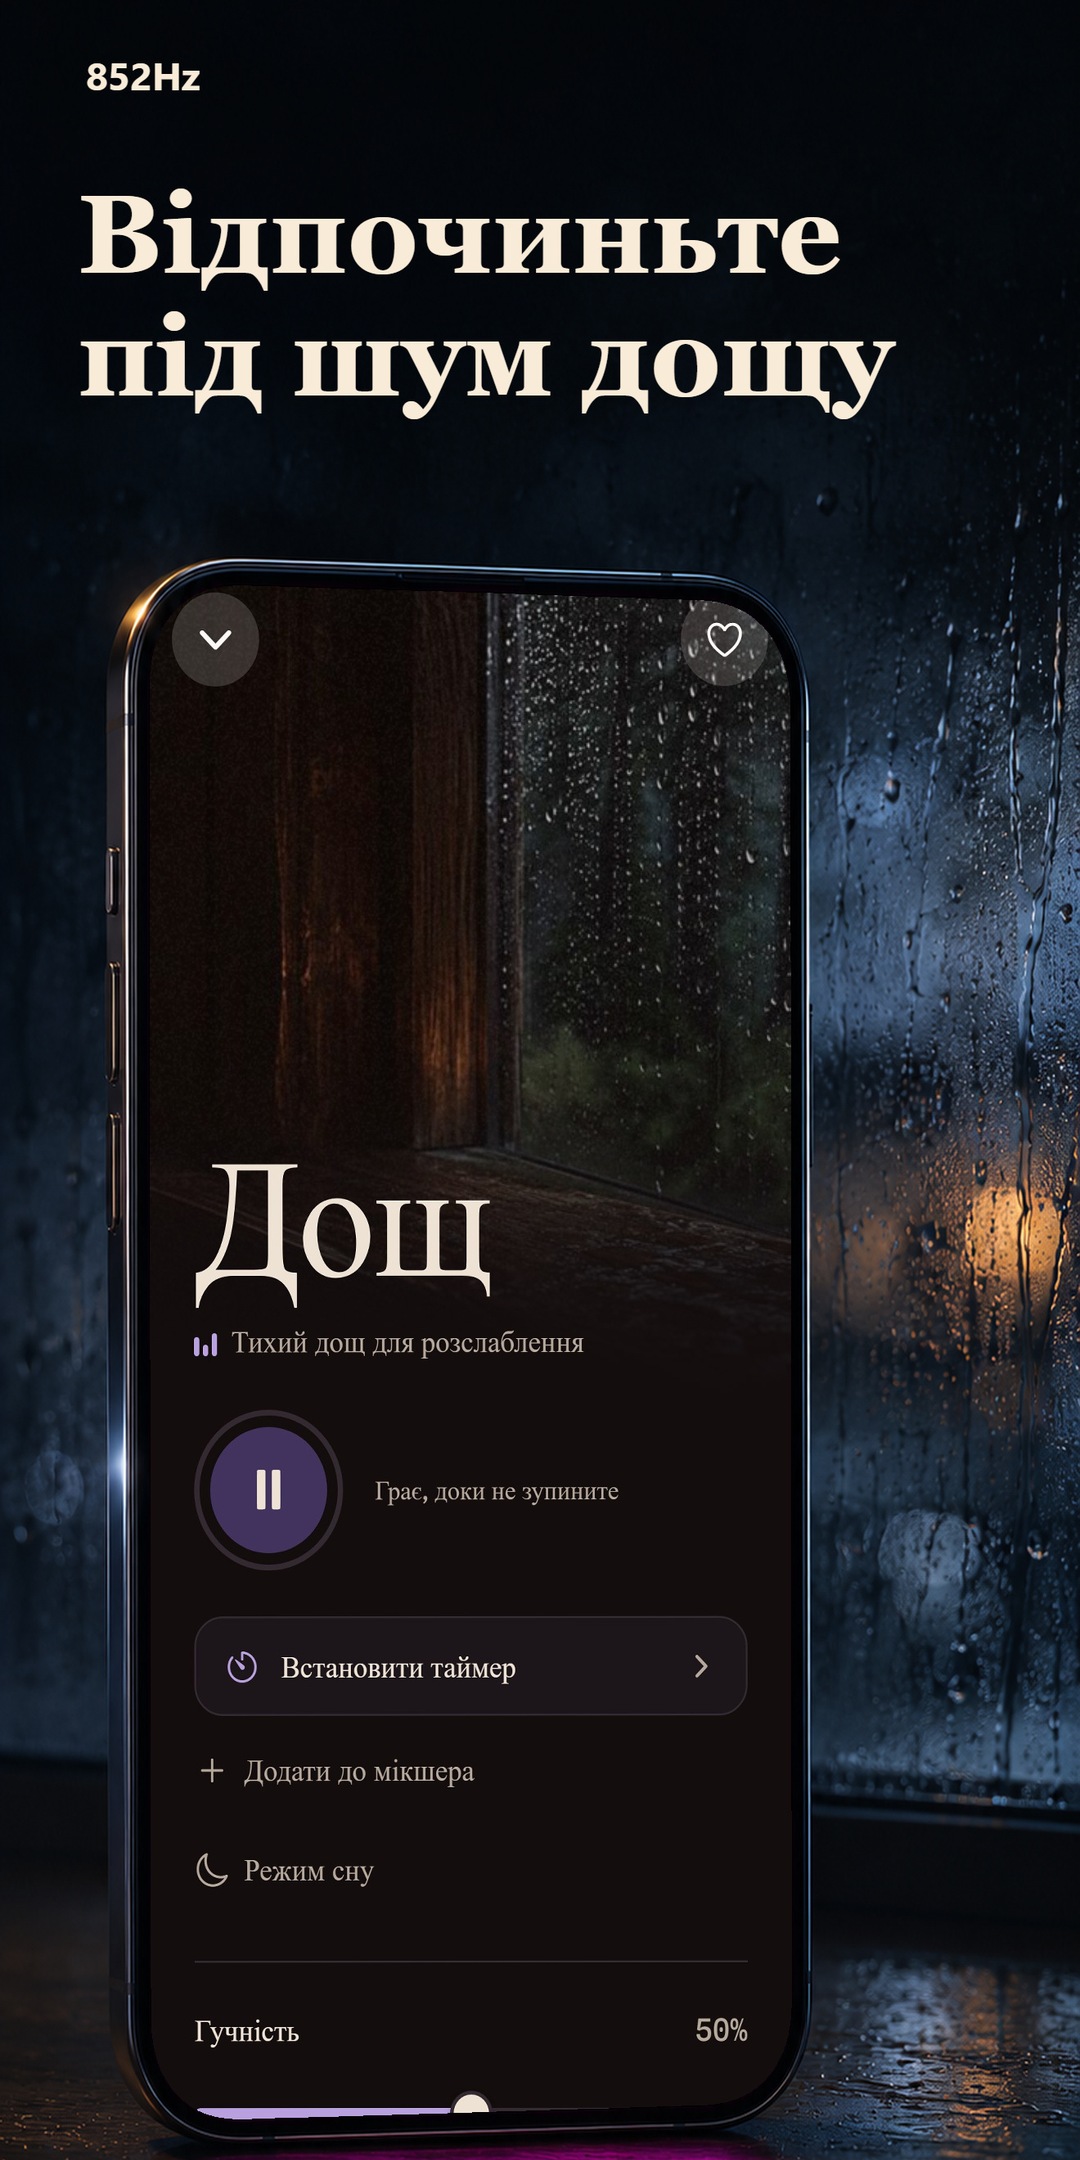 852Hz
Відпочиньте
під шум дощу
Дощ
Тихий дощ для розслаблення
Грає, доки не зупините
Встановити таймер
Додати до мікшера
Режим сну
Гучність 50%